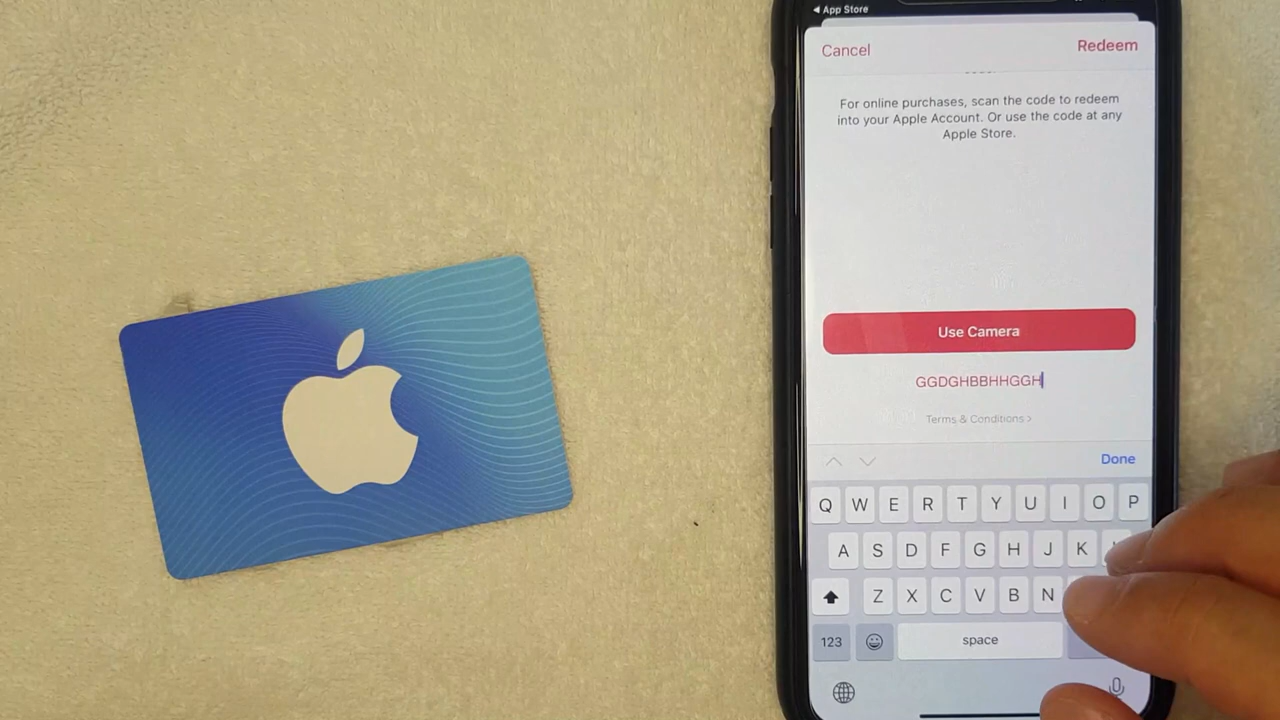 ◀ App Store
Cancel
Redeem
For online purchases, scan the code to redeem
into your Apple Account. Or use the code at any
Apple Store.
Use Camera
GGDGHBBHHGGH
Terms & Conditions >
Done
Q W E R T Y U I O P
A S D F G H J K
Z X C V B N
123
space